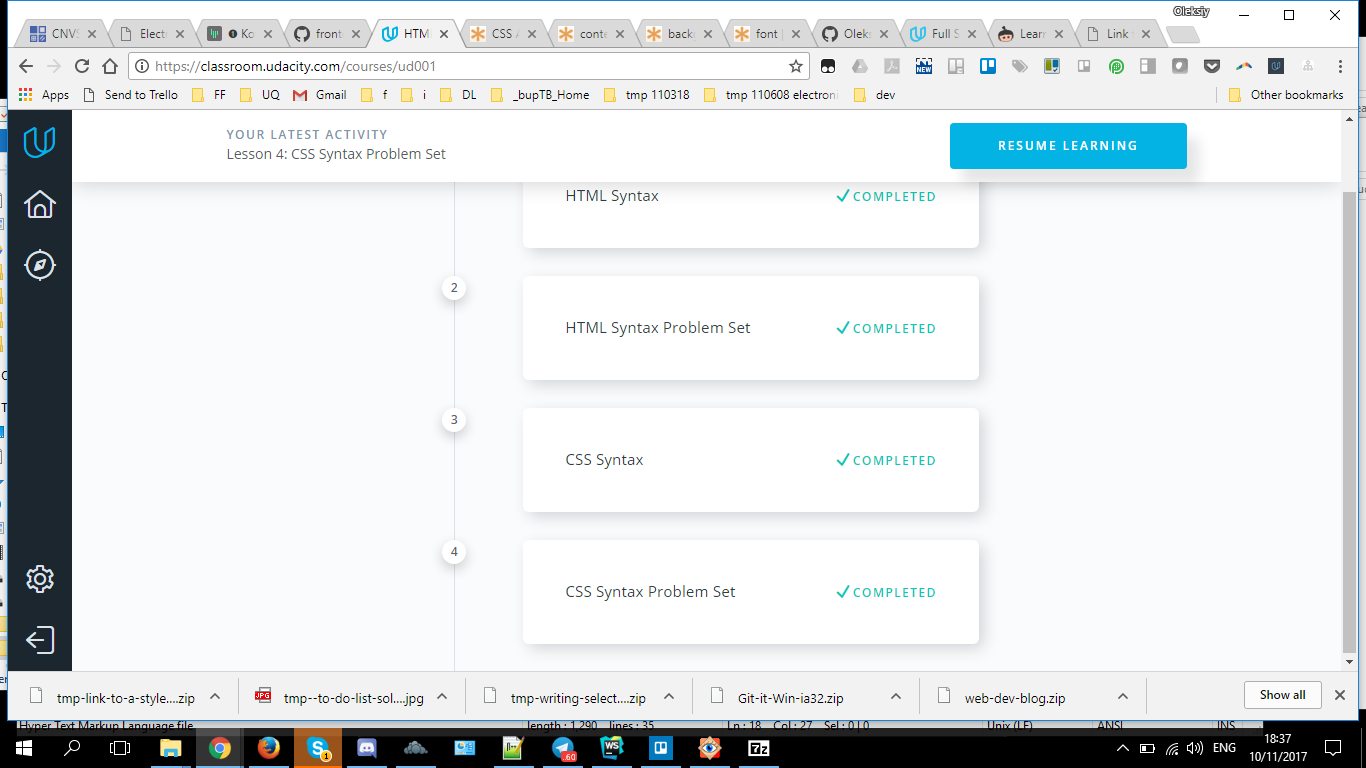 Oleksiy
CNVS Elect Ko front HTM CSS A conte backg font Oleks Full S Learn Link
https://classroom.udacity.com/courses/ud001
NEW
Apps Send to Trello FF UQ Gmail f i DL _bupTB_Home tmp 110318 tmp 110608 electron dev Other bookmarks
YOUR LATEST ACTIVITY
Lesson 4: CSS Syntax Problem Set
RESUME LEARNING
HTML Syntax COMPLETED
2
HTML Syntax Problem Set COMPLETED
3
CSS Syntax COMPLETED
4
CSS Syntax Problem Set COMPLETED
tmp-link-to-a-style....zip JPG tmp--to-do-list-sol....jpg tmp-writing-select....zip Git-it-Win-ia32.zip web-dev-blog.zip Show all
Hyper Text Markup Language file length : 1,290 lines : 35 Ln : 18 Col : 27 Sel : 0 | 0 Unix (LF) ANSI INS
S 1 .60 WS 7z ENG 18:37
10/11/2017